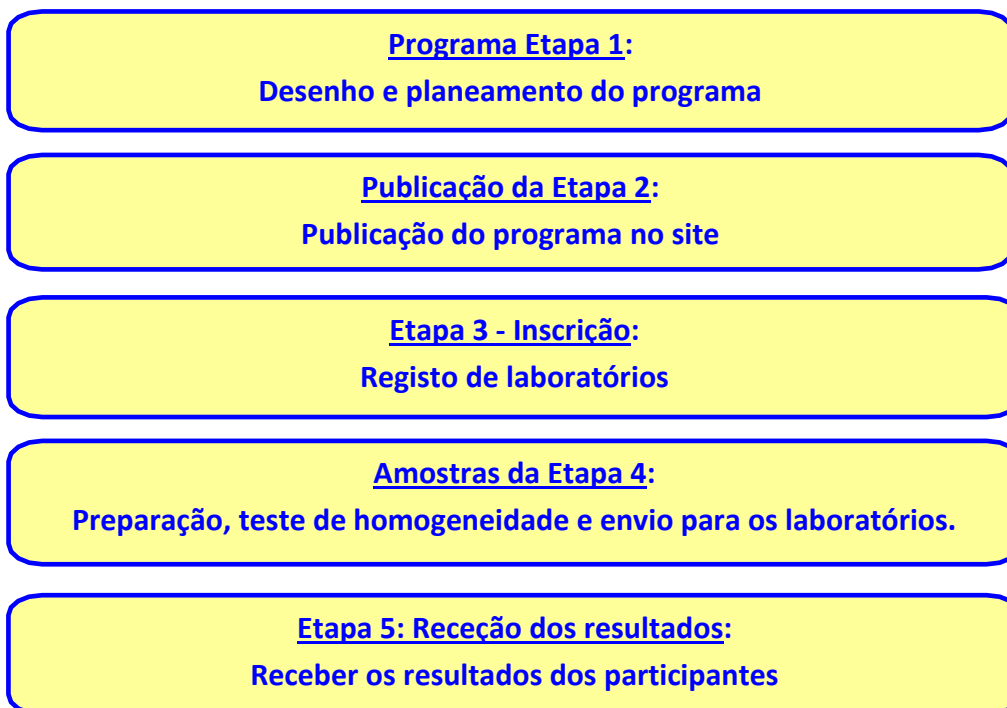 Programa Etapa 1:
Desenho e planeamento do programa
Publicação da Etapa 2:
Publicação do programa no site
Etapa 3 - Inscrição:
Registo de laboratórios
Amostras da Etapa 4:
Preparação, teste de homogeneidade e envio para os laboratórios.
Etapa 5: Receção dos resultados:
Receber os resultados dos participantes